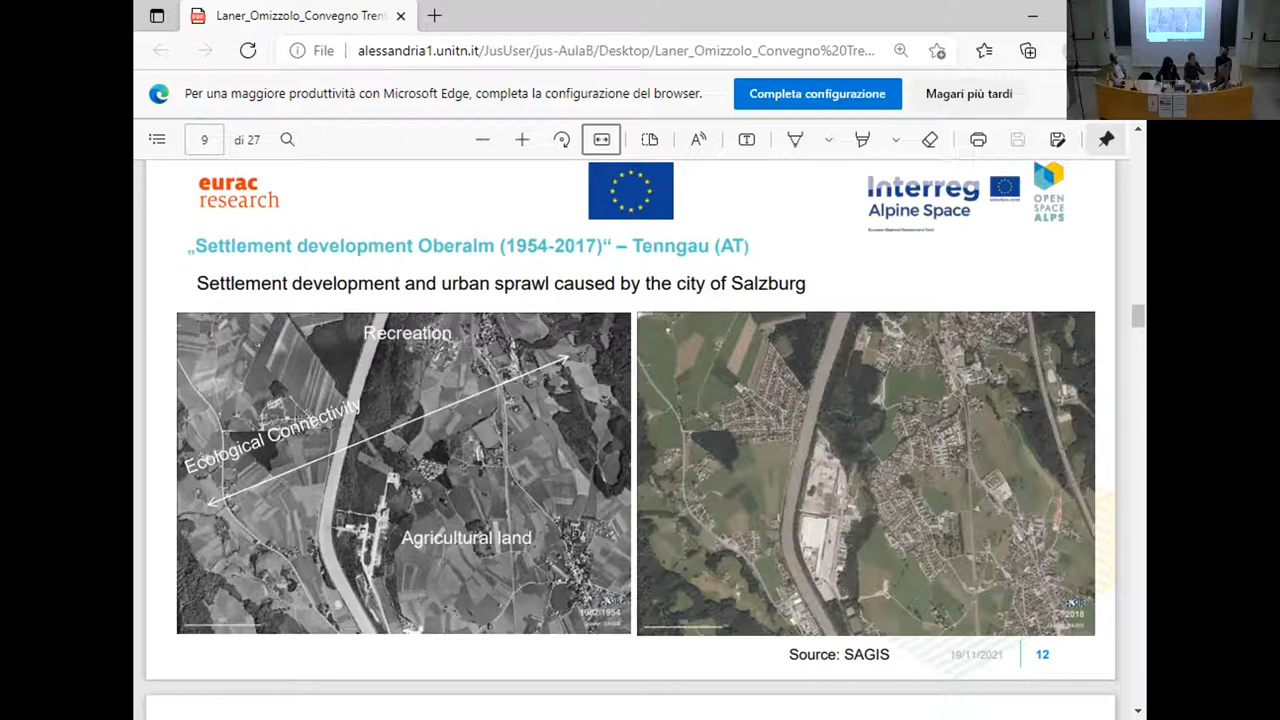 Laner_Omizzolo_Convegno Trent
File
alessandria1.unitn.it/JusUser/jus-Aula8/Desktop/Laner_Omizzolo_Convegno%20Tre...
Per una maggiore produttività con Microsoft Edge, completa la configurazione del browser.
Completa configurazione
Magari più tardi
9
di 27
eurac
research
Interreg
Alpine Space
OPEN
SPACE
ALPS
„Settlement development Oberalm (1954-2017)“ – Tenngau (AT)
Settlement development and urban sprawl caused by the city of Salzburg
Recreation
Ecological Connectivity
Agricultural land
2018
Source: SAGIS
19/11/2021
12